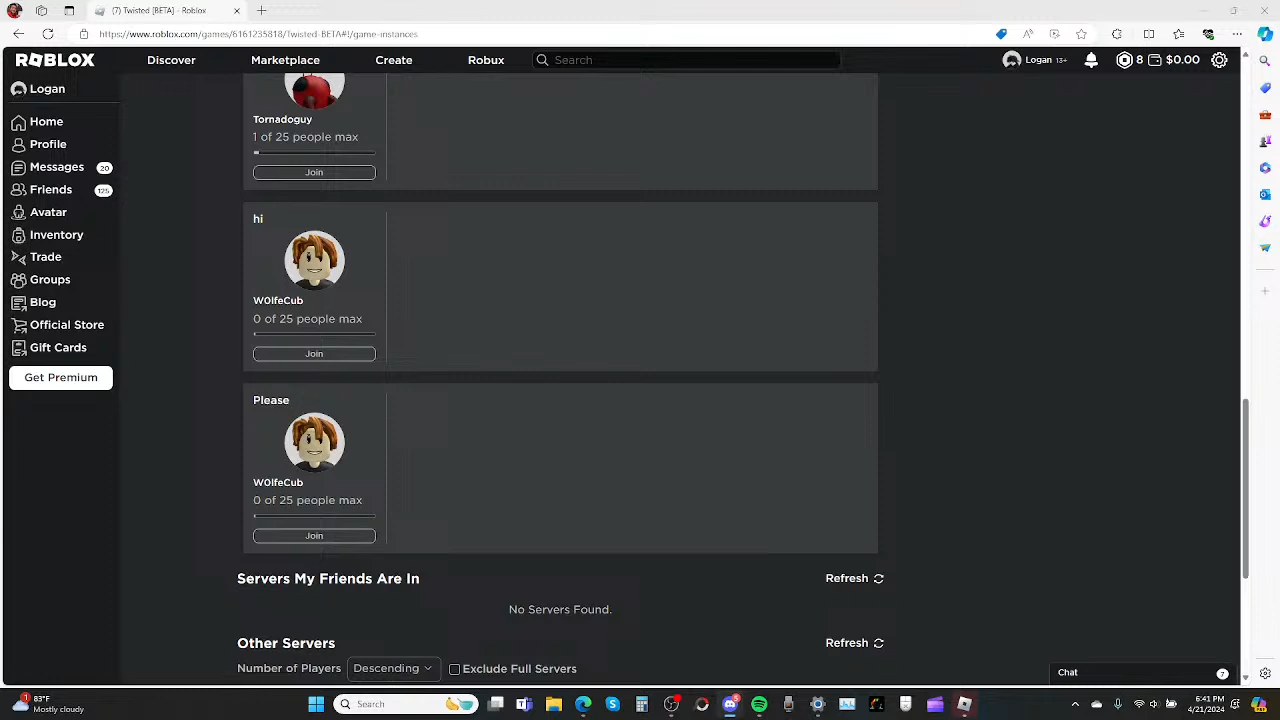 (7) Twisted [BETA] - Roblox
https://www.roblox.com/games/6161235818/Twisted-BETA#!/game-instances
ROBLOX
Discover
Marketplace
Create
Robux
Search
Logan 13+
8
$0.00
Logan
Home
Profile
Messages 20
Friends 125
Avatar
Inventory
Trade
Groups
Blog
Official Store
Gift Cards
Get Premium
Tornadoguy
1 of 25 people max
Join
hi
W0lfeCub
0 of 25 people max
Join
Please
W0lfeCub
0 of 25 people max
Join
Servers My Friends Are In
Refresh
No Servers Found.
Other Servers
Refresh
Number of Players
Descending
Exclude Full Servers
Chat
7
1
83°F
Mostly cloudy
Search
5
5:41 PM
4/21/2024